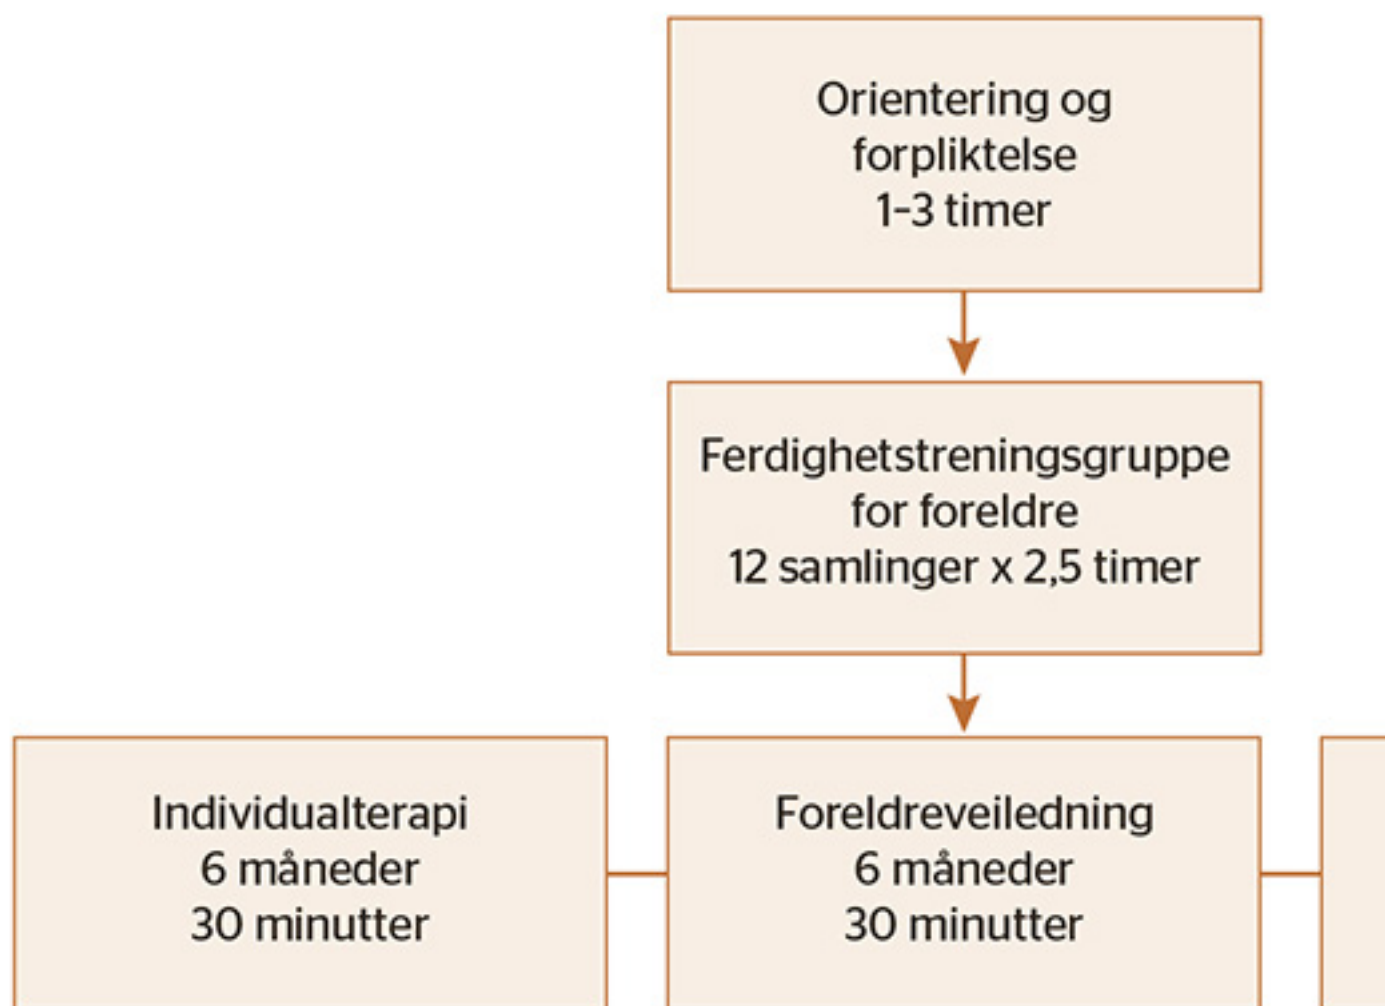 Orientering og
forpliktelse
1–3 timer
Ferdighetstreningsgruppe
for foreldre
12 samlinger x 2,5 timer
Individualterapi
6 måneder
30 minutter
Foreldreveiledning
6 måneder
30 minutter